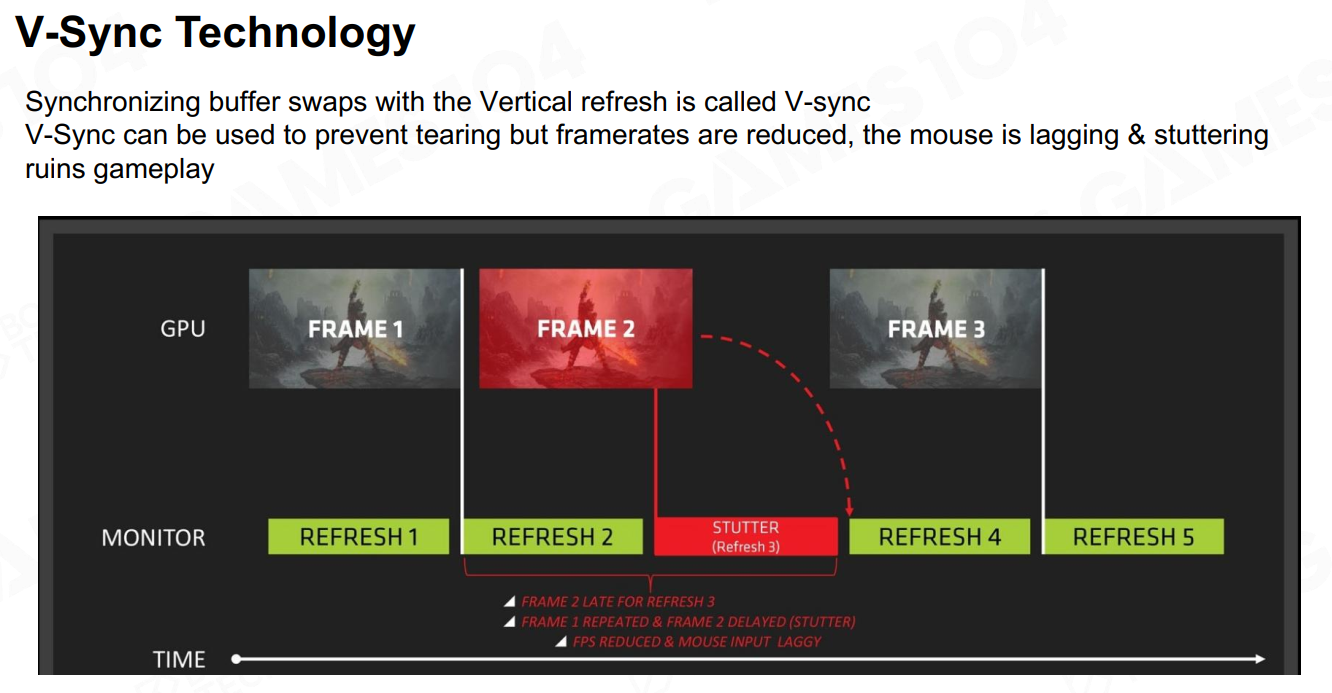 V-Sync Technology
Synchronizing buffer swaps with the Vertical refresh is called V-sync
V-Sync can be used to prevent tearing but framerates are reduced, the mouse is lagging & stuttering
ruins gameplay
GPU
FRAME 1
FRAME 2
FRAME 3
MONITOR
REFRESH 1
REFRESH 2
STUTTER
(Refresh 3)
REFRESH 4
REFRESH 5
FRAME 2 LATE FOR REFRESH 3
FRAME 1 REPEATED & FRAME 2 DELAYED (STUTTER)
FPS REDUCED & MOUSE INPUT LAGGY
TIME
GAMES 104